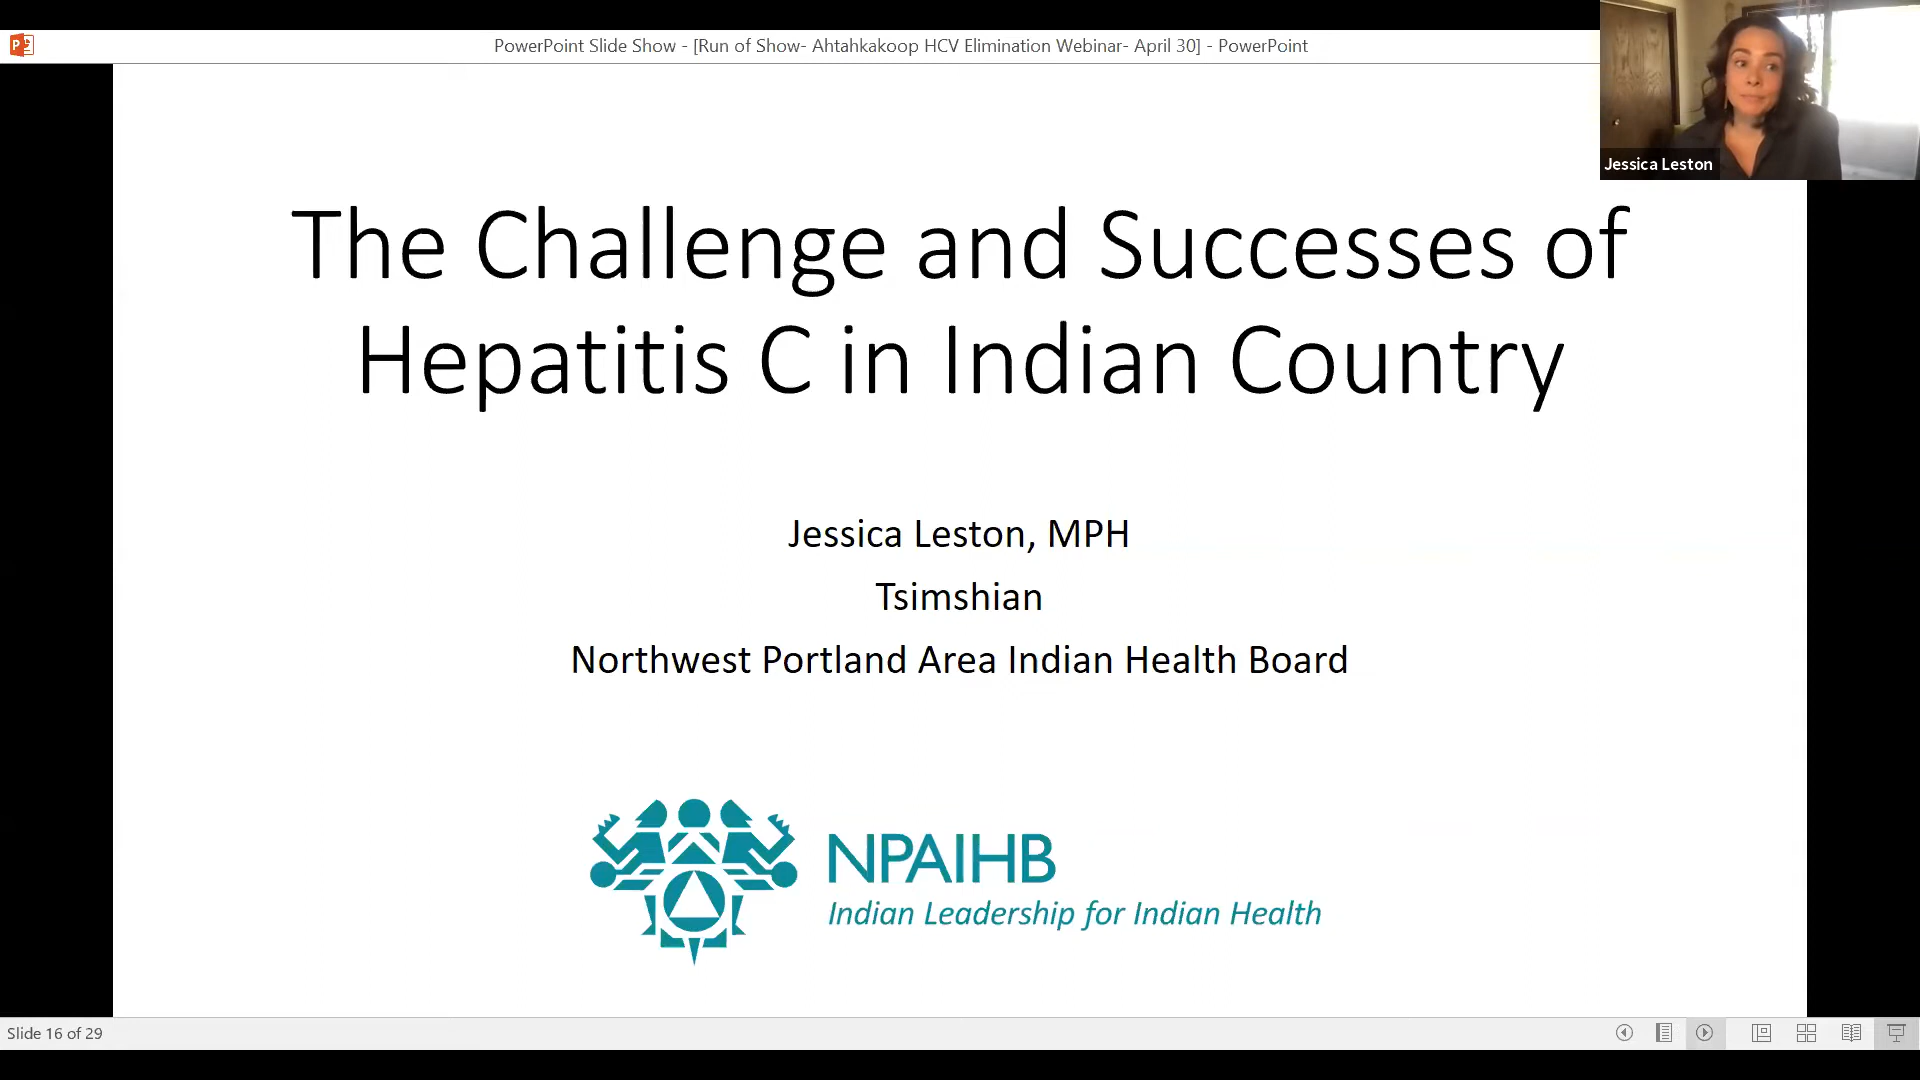 PowerPoint Slide Show - [Run of Show- Ahtahkakoop HCV Elimination Webinar- April 30] - PowerPoint
Jessica Leston
The Challenge and Successes of
Hepatitis C in Indian Country
Jessica Leston, MPH
Tsimshian
Northwest Portland Area Indian Health Board
NPAIHB
Indian Leadership for Indian Health
Slide 16 of 29